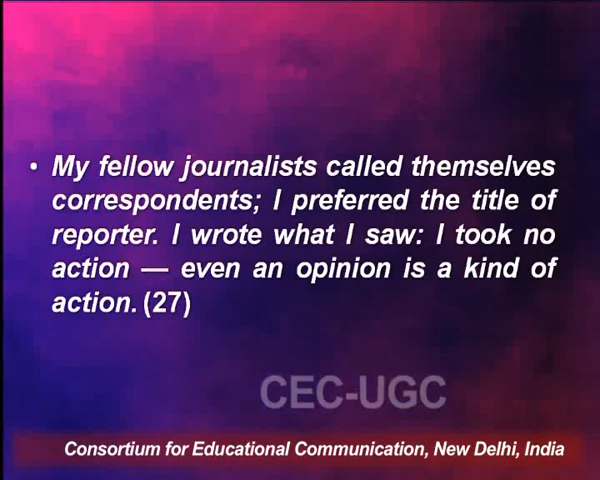 • My fellow journalists called themselves
correspondents; I preferred the title of
reporter. I wrote what I saw: I took no
action — even an opinion is a kind of
action. (27)
CEC-UGC
Consortium for Educational Communication, New Delhi, India